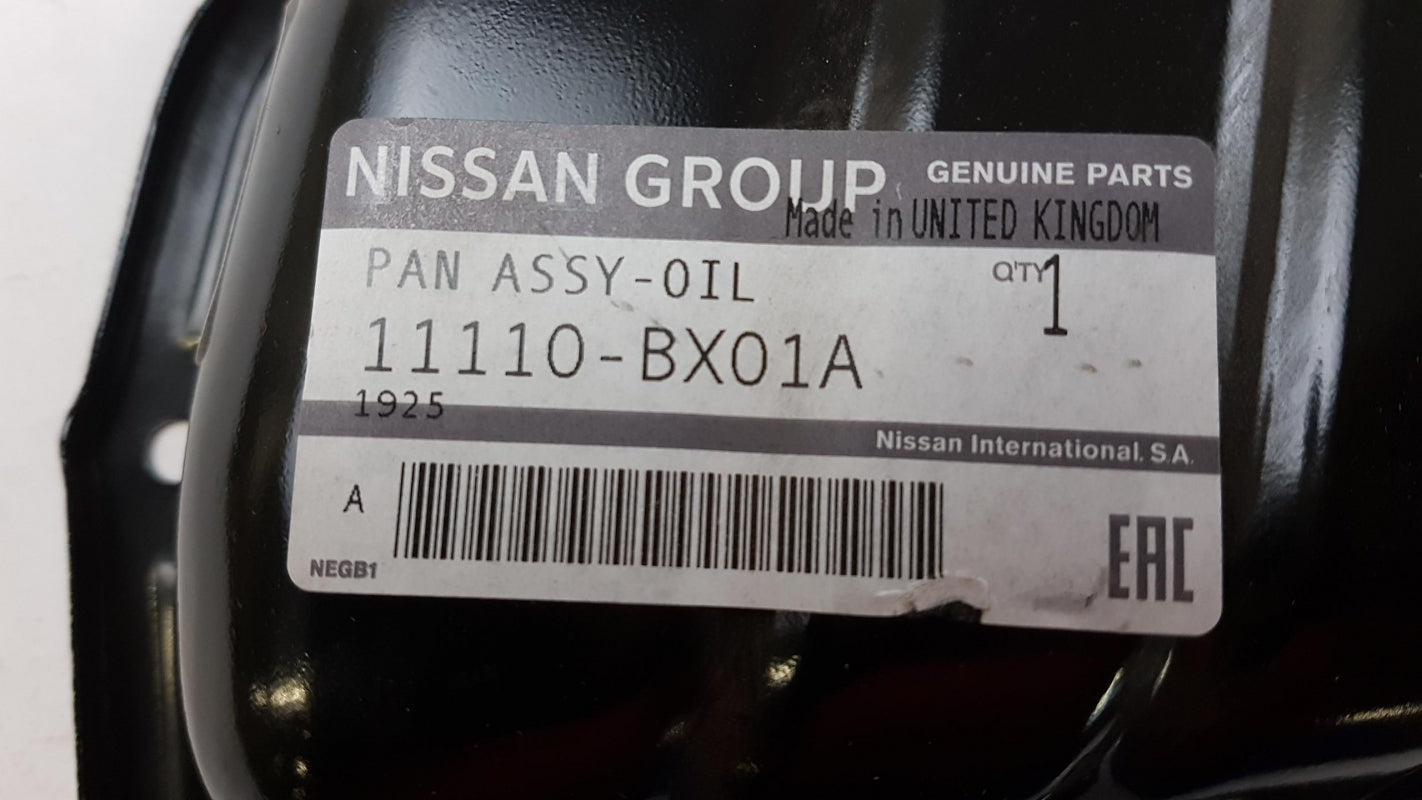 NISSAN GROUP GENUINE PARTS
Made in UNITED KINGDOM
PAN ASSY-OIL Q'TY 1
11110-BX01A
1925
Nissan International. S.A.
A
NEGB1
EAC